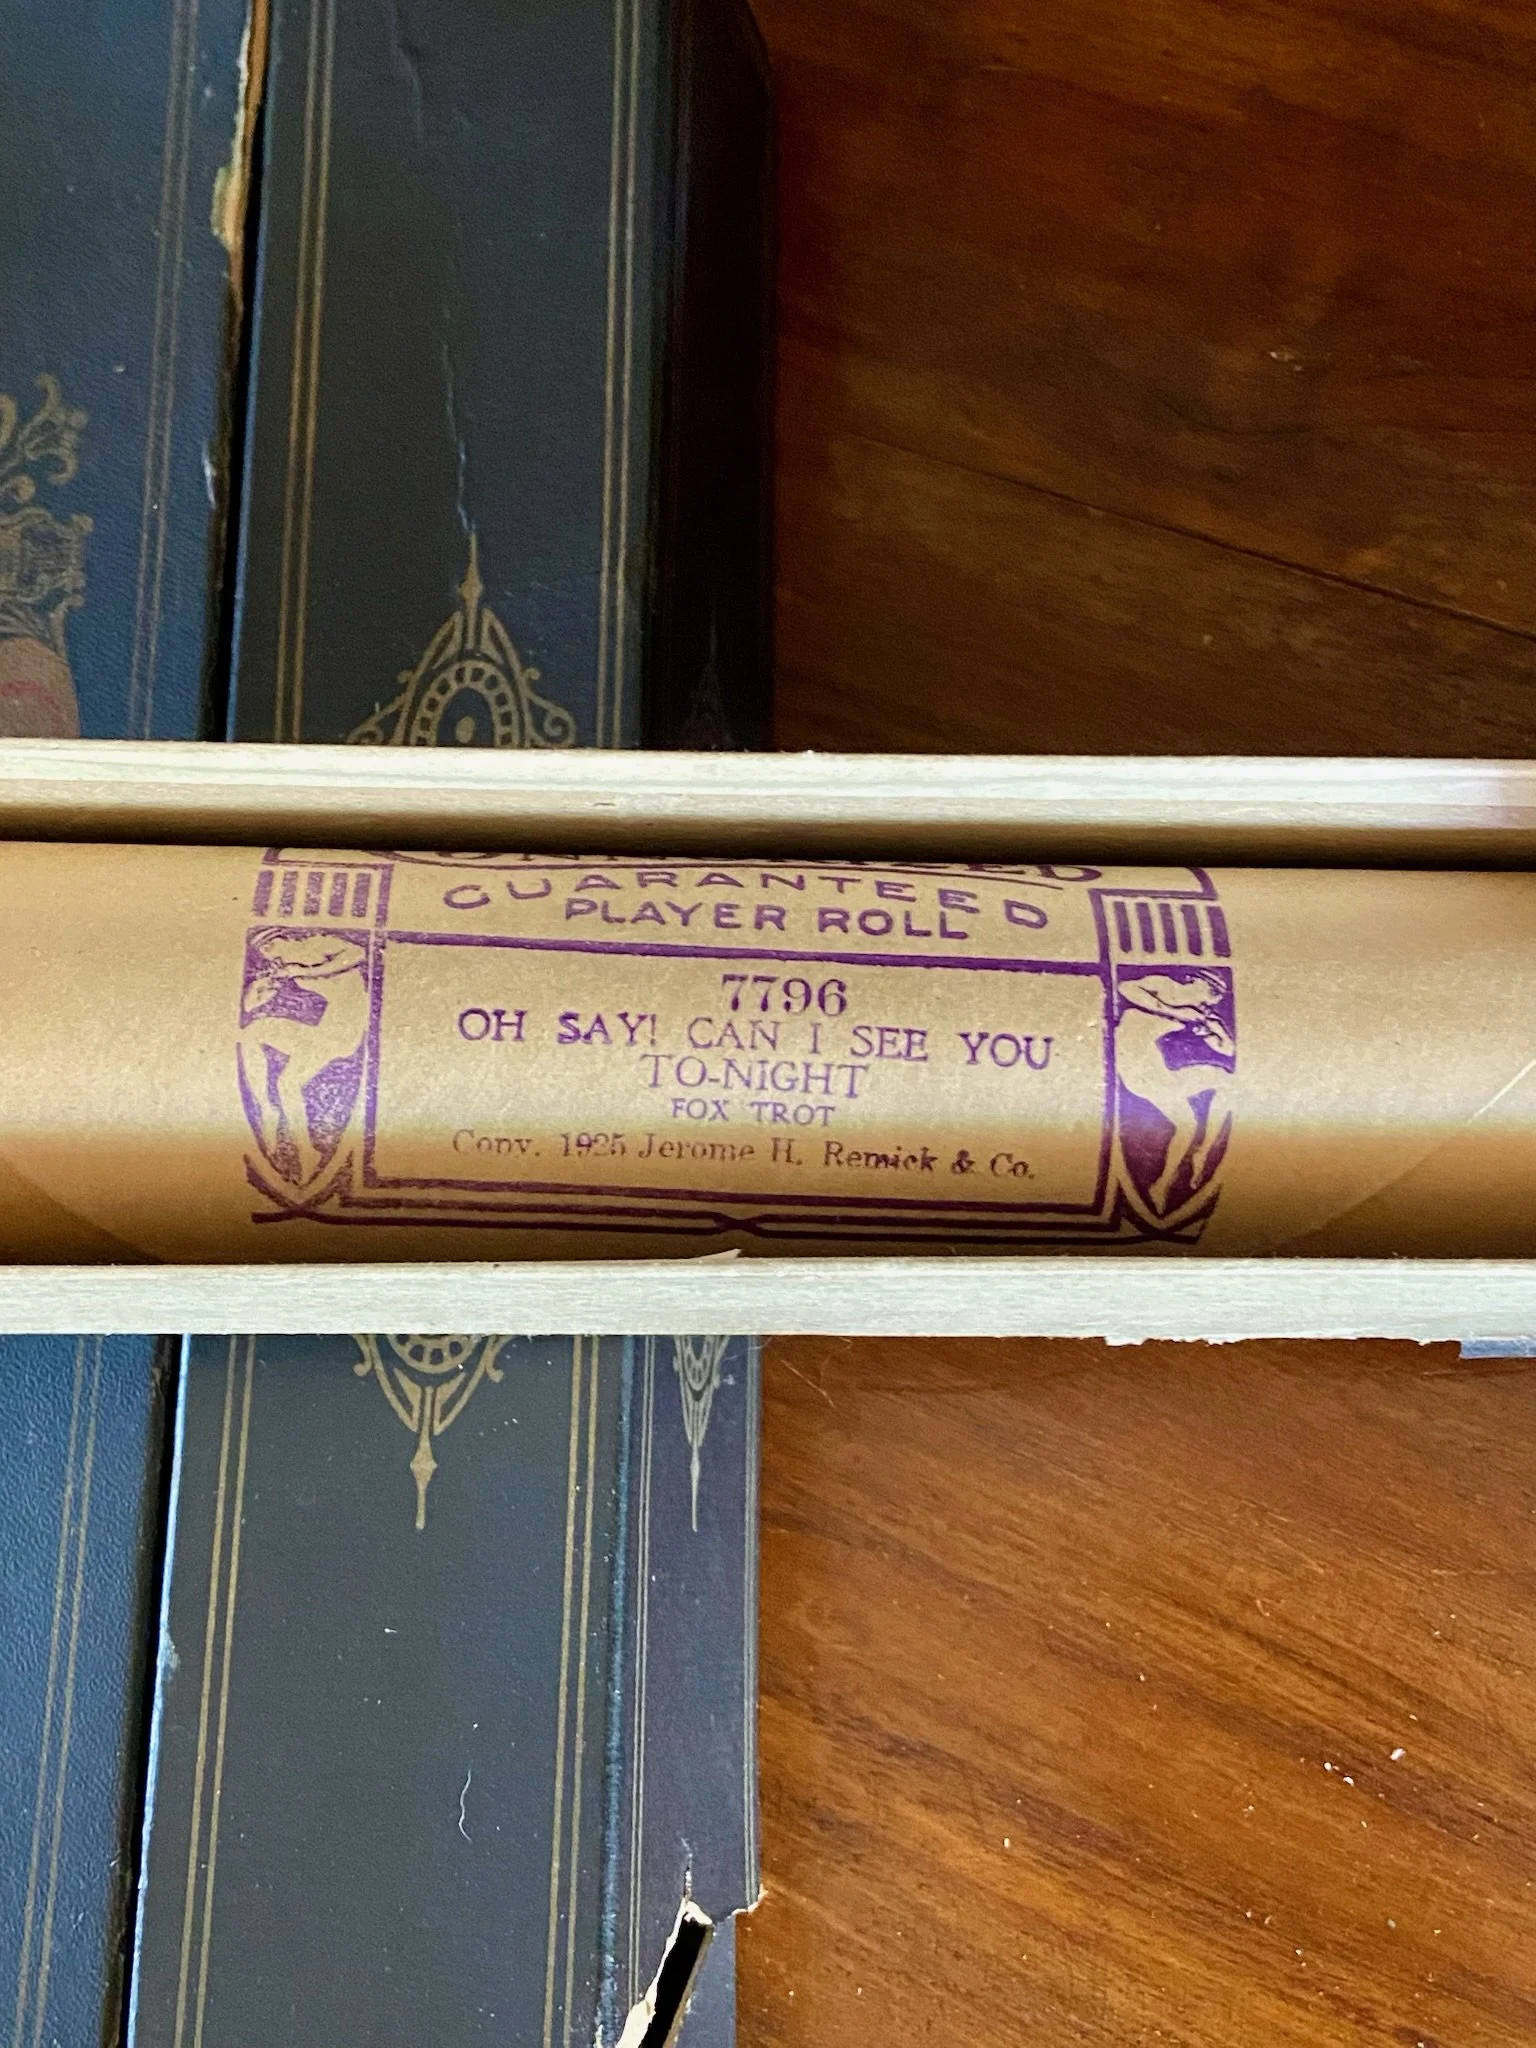 GUARANTEED
PLAYER ROLL
7796
OH SAY! CAN I SEE YOU
TO-NIGHT
FOX TROT
Copy. 1925 Jerome H. Remick & Co.